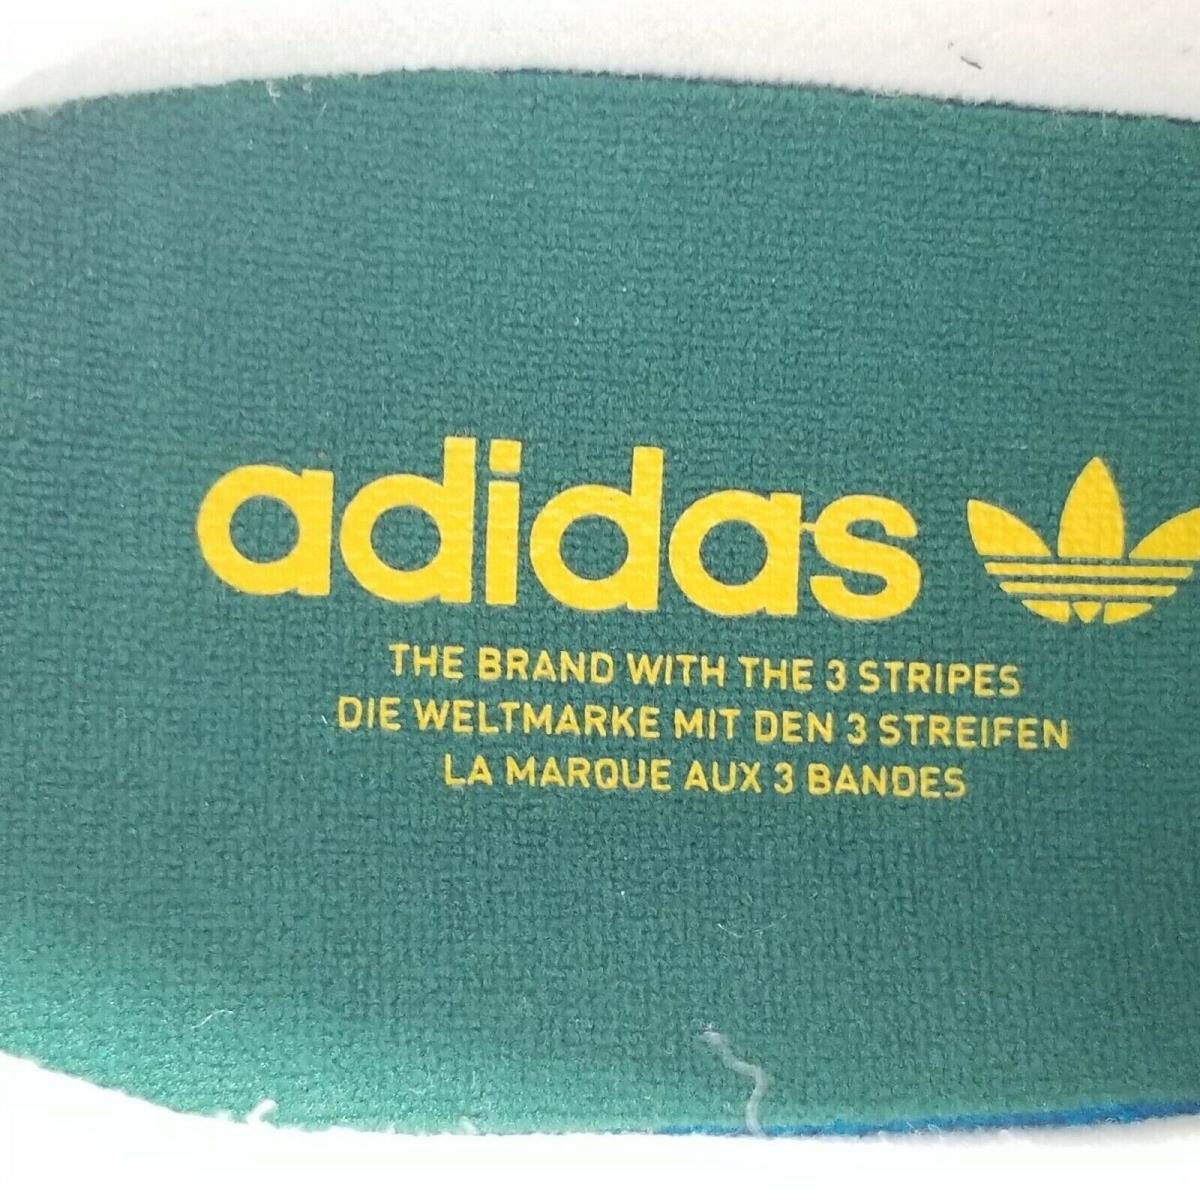 adidas
THE BRAND WITH THE 3 STRIPES
DIE WELTMARKE MIT DEN 3 STREIFEN
LA MARQUE AUX 3 BANDES